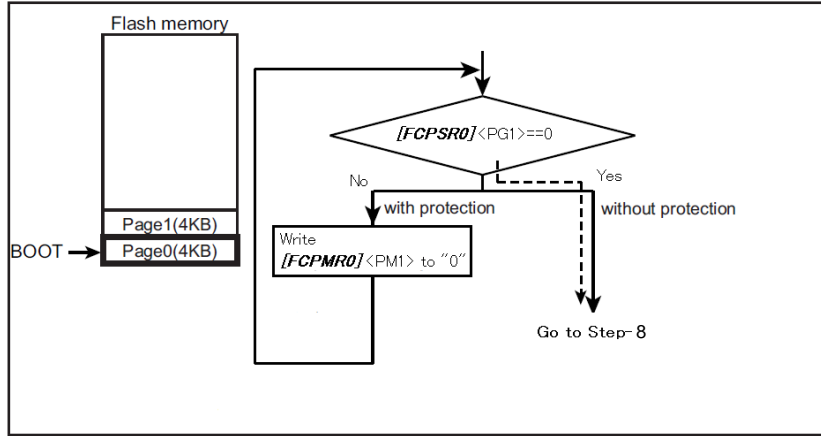 Flash memory
Page1(4KB)
BOOT
Page0(4KB)
[FCPSR0]<PG1>==0
No
Yes
with protection
without protection
Write
[FCPMR0]<PM1> to "0"
Go to Step-8